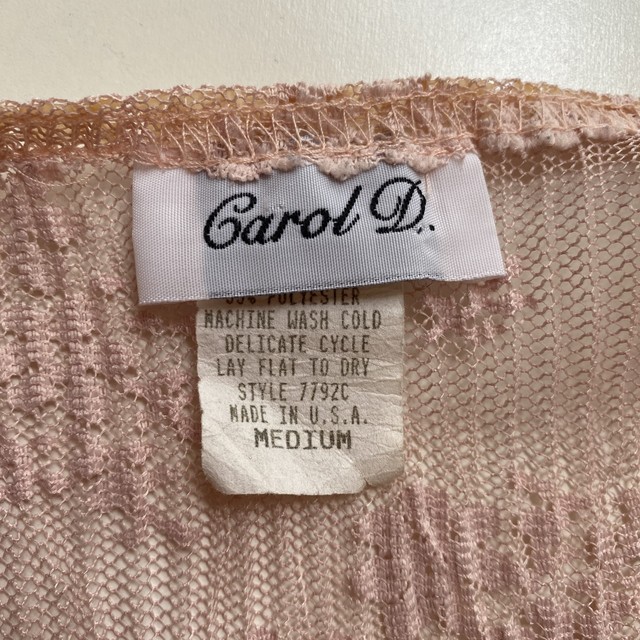 Carol D.
POLYESTER
MACHINE WASH COLD
DELICATE CYCLE
LAY FLAT TO DRY
STYLE 7792C
MADE IN U.S.A.
MEDIUM